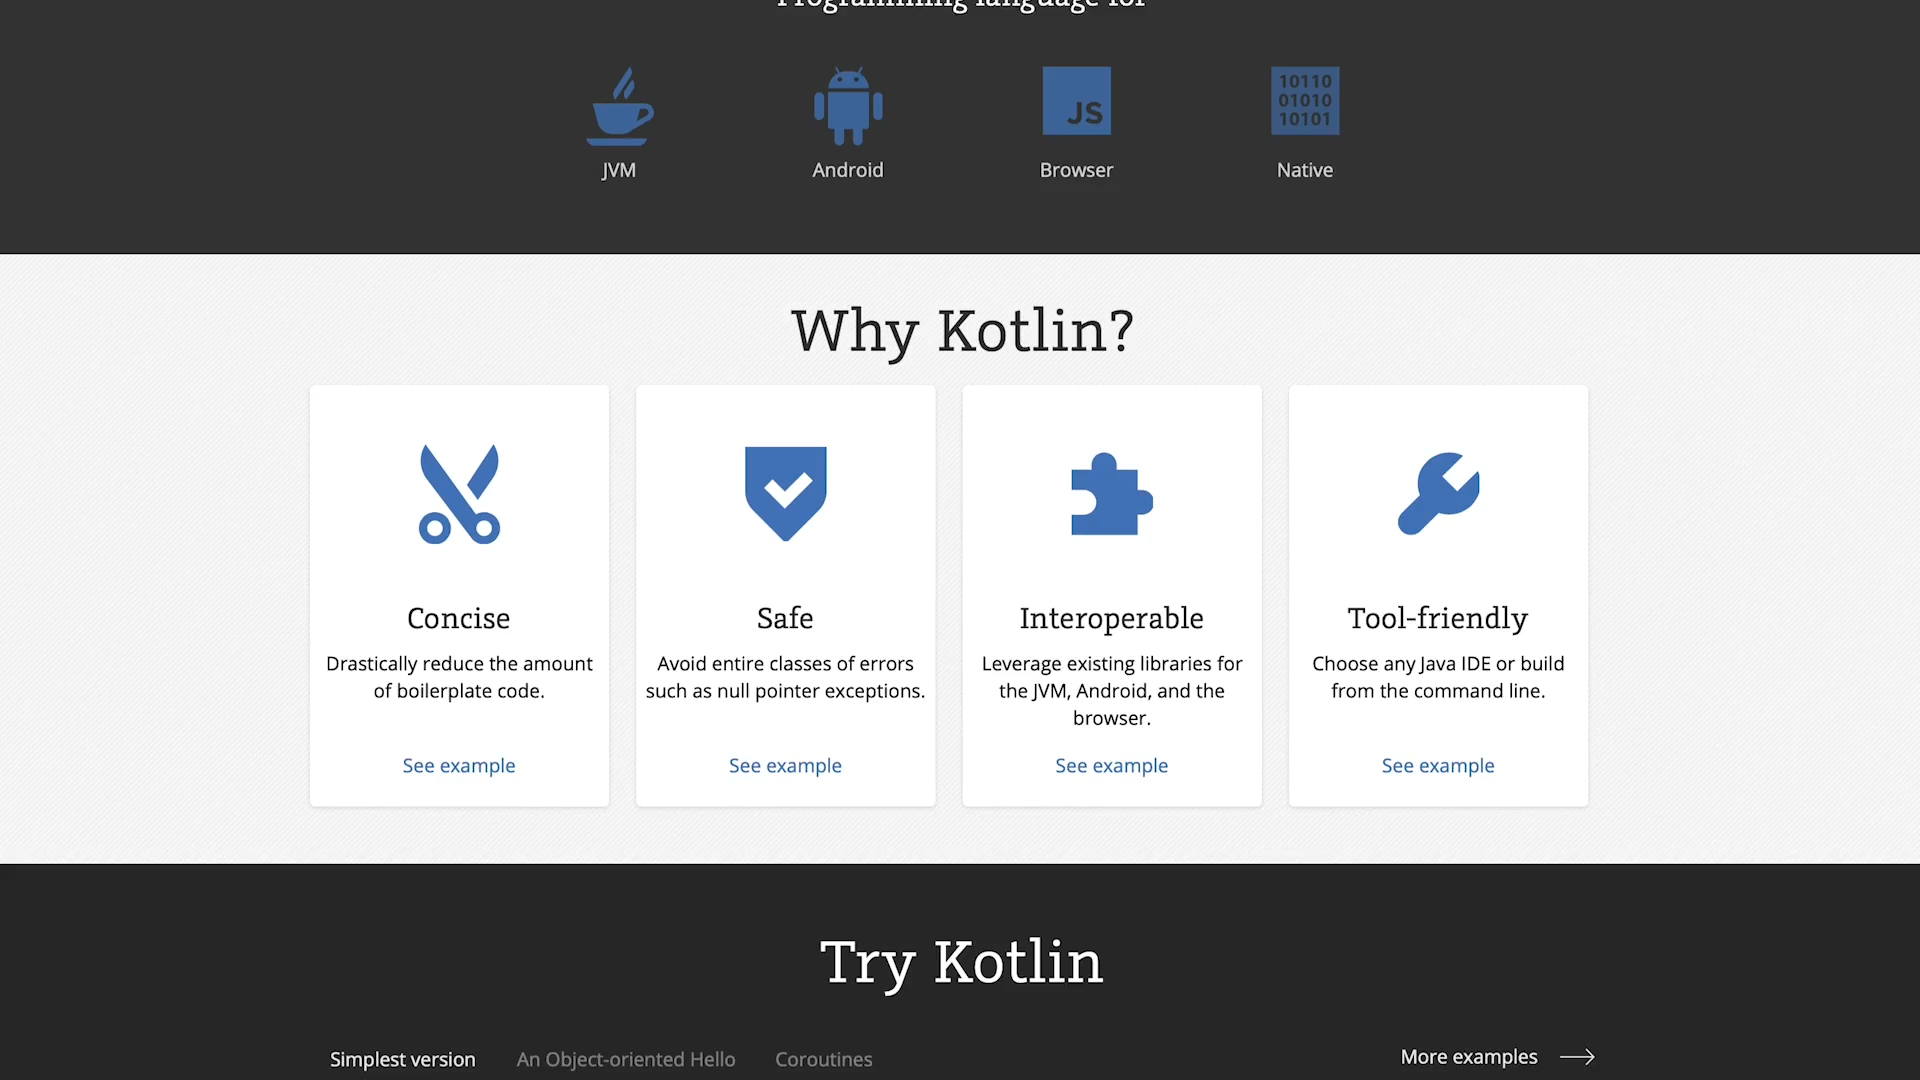 Programming language for
JS
10110
01010
10101
JVM
Android
Browser
Native
Why Kotlin?
Concise
Drastically reduce the amount
of boilerplate code.
See example
Safe
Avoid entire classes of errors
such as null pointer exceptions.
See example
Interoperable
Leverage existing libraries for
the JVM, Android, and the
browser.
See example
Tool-friendly
Choose any Java IDE or build
from the command line.
See example
Try Kotlin
Simplest version
An Object-oriented Hello
Coroutines
More examples